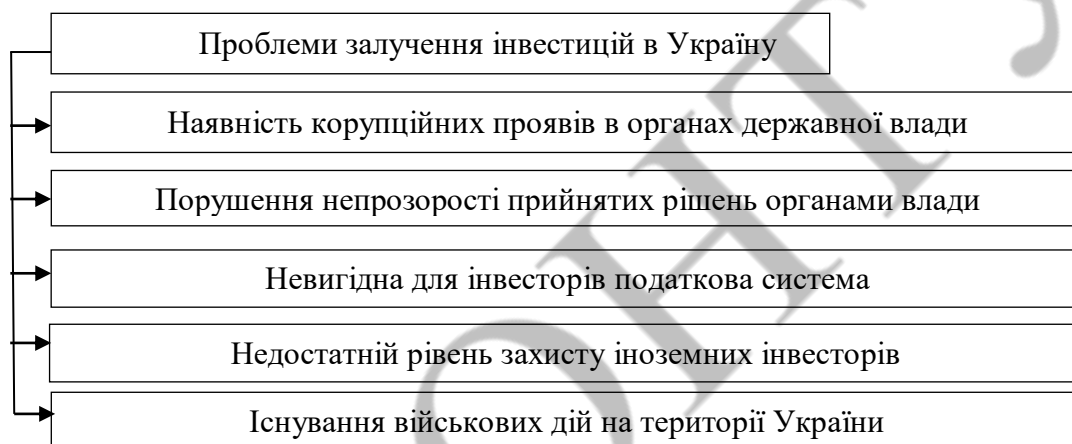 Проблеми залучення інвестицій в Україну
Наявність корупційних проявів в органах державної влади
Порушення непрозорості прийнятих рішень органами влади
Невигідна для інвесторів податкова система
Недостатній рівень захисту іноземних інвесторів
Існування військових дій на території України